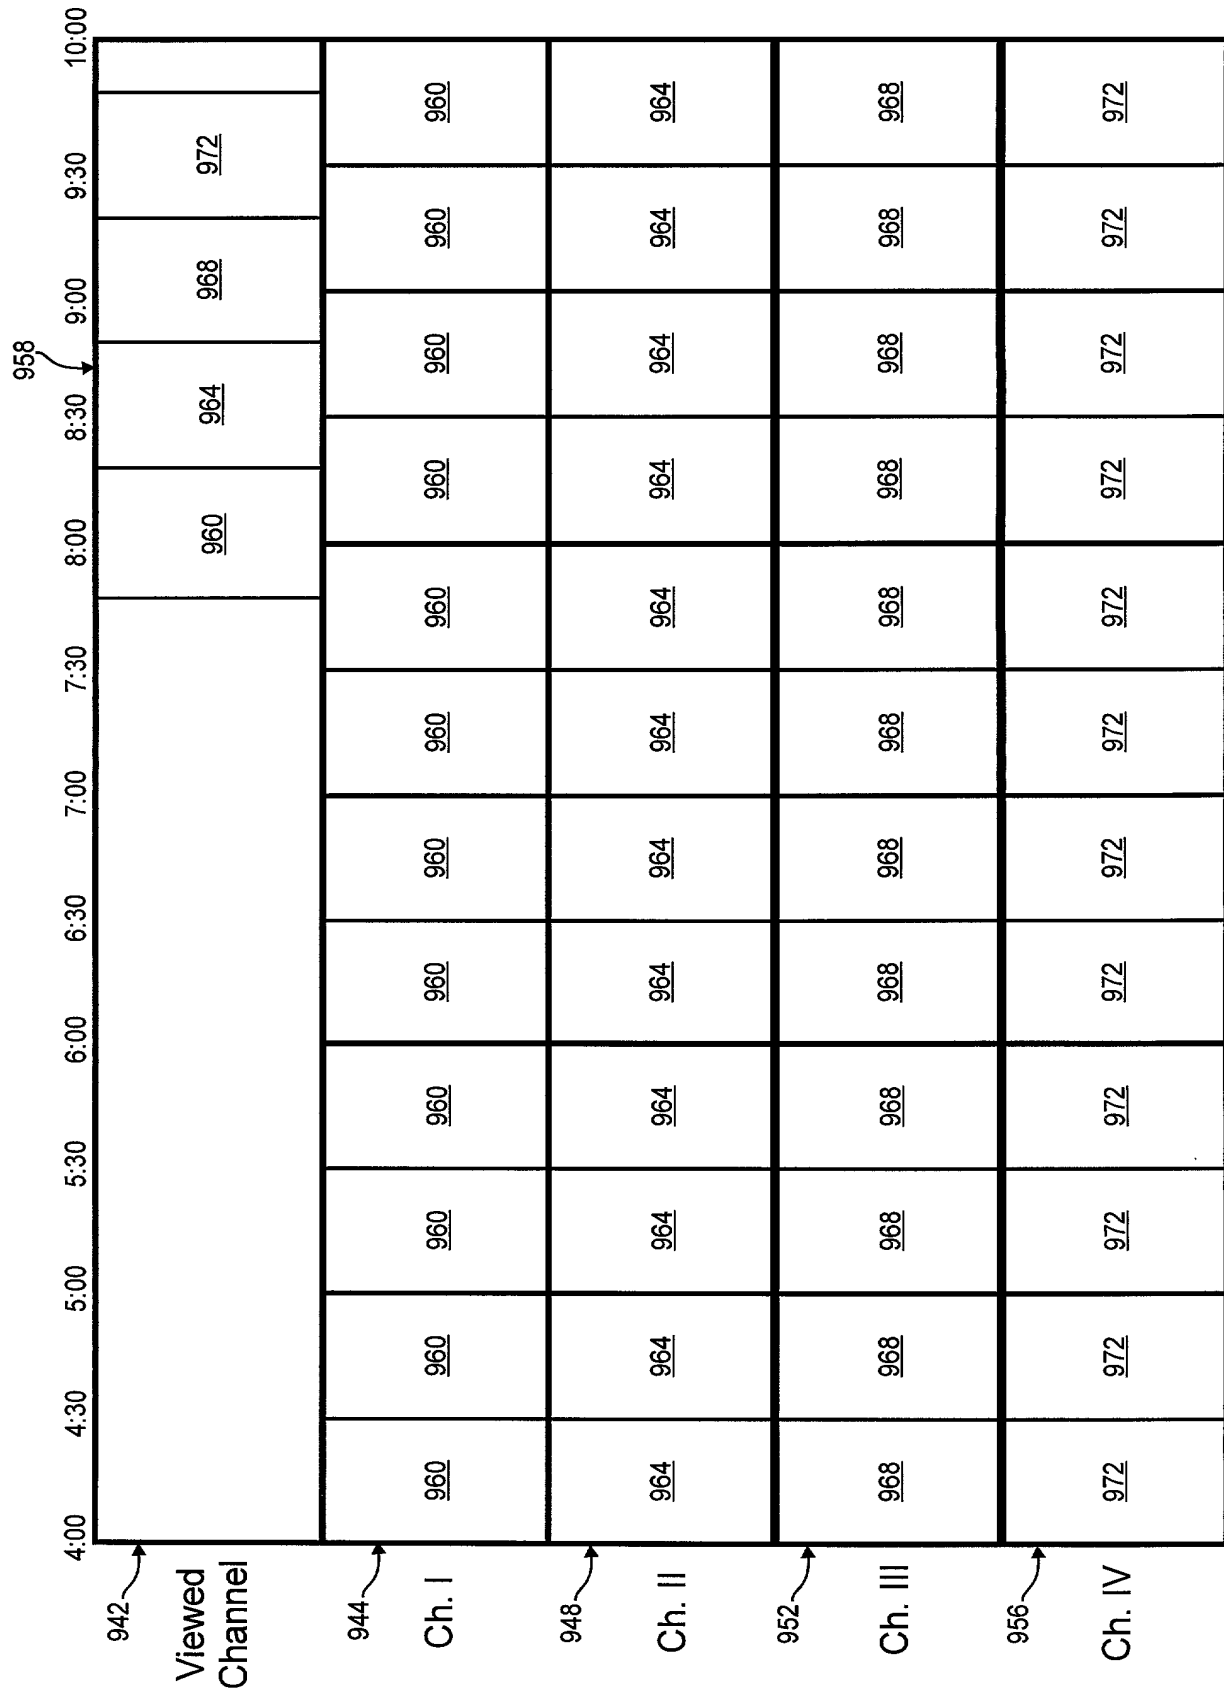 958
4:00 4:30 5:00 5:30 6:00 6:30 7:00 7:30 8:00 8:30 9:00 9:30 10:00
942
Viewed
Channel
960 964 968 972
944
Ch. I
960 960 960 960 960 960 960 960 960 960 960 960
948
Ch. II
964 964 964 964 964 964 964 964 964 964 964 964
952
Ch. III
968 968 968 968 968 968 968 968 968 968 968 968
956
Ch. IV
972 972 972 972 972 972 972 972 972 972 972 972